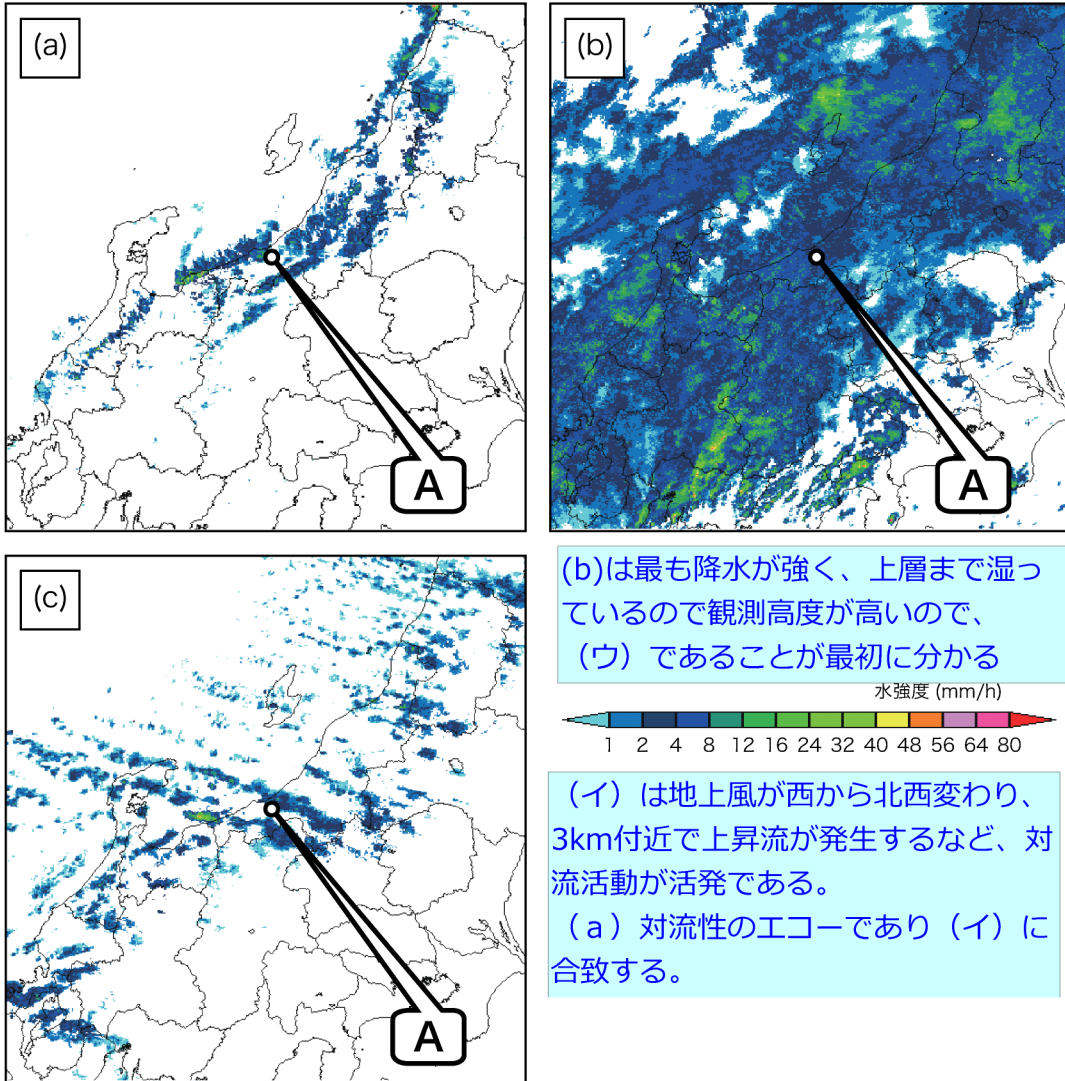 (a)
A
(b)
A
(c)
A
(b)は最も降水が強く、上層まで湿っ
ているので観測高度が高いので、
（ウ）であることが最初に分かる
水強度 (mm/h)
1 2 4 8 12 16 24 32 40 48 56 64 80
（イ）は地上風が西から北西変わり、
3km付近で上昇流が発生するなど、対
流活動が活発である。
（a）対流性のエコーであり（イ）に
合致する。